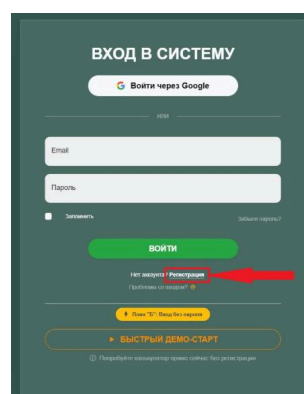 ВХОД В СИСТЕМУ
Войти через Google
ИЛИ
Email
Пароль
Запомнить
Забыли пароль?
ВОЙТИ
Нет аккаунта? Регистрация
Проблемы со входом?
План "Б": Вход без пароля
БЫСТРЫЙ ДЕМО-СТАРТ
Попробуйте калькулятор прямо сейчас без регистрации